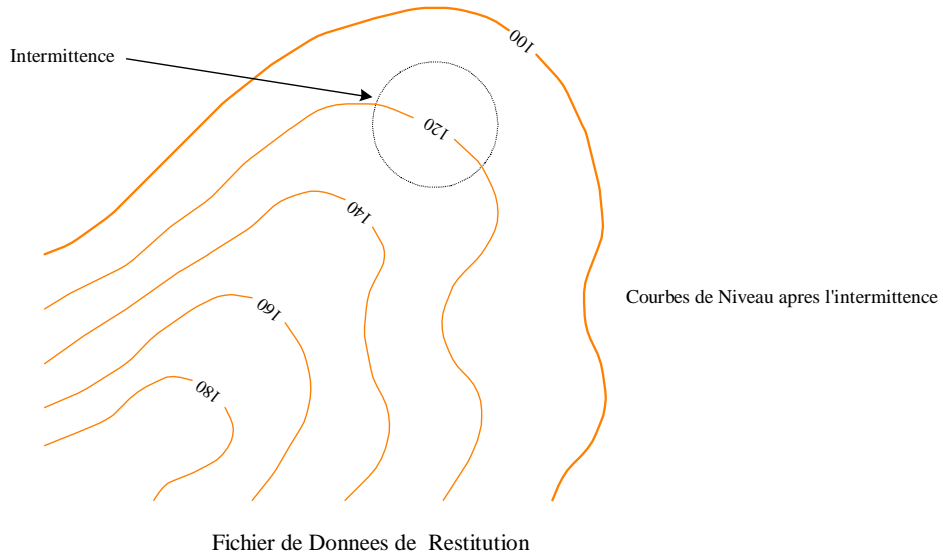 100
Intermittence
120
140
Courbes de Niveau apres l'intermittence
160
180
Fichier de Donnees de Restitution